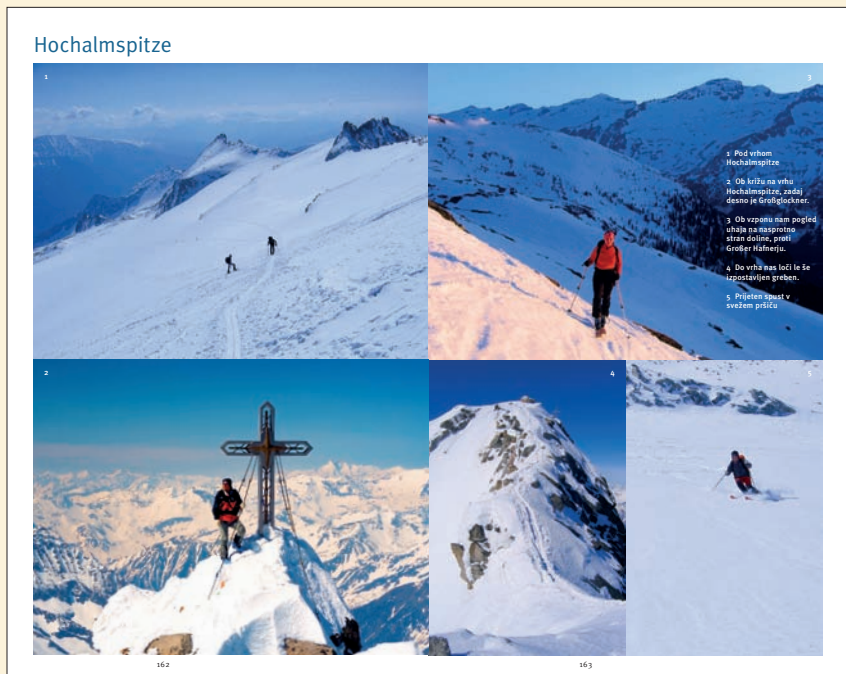 Hochalmspitze
1
3
1 Pod vrhom
Hochalmspitze
2 Ob križu na vrhu
Hochalmspitze, zadaj
desno je Großglockner.
3 Ob vzponu nam pogled
uhaja na nasprotno
stran doline, proti
Großer Hafnerju.
4 Do vrha nas loči le še
izpostavljen greben.
5 Prijeten spust v
svežem pršiču
2
4
5
162
163